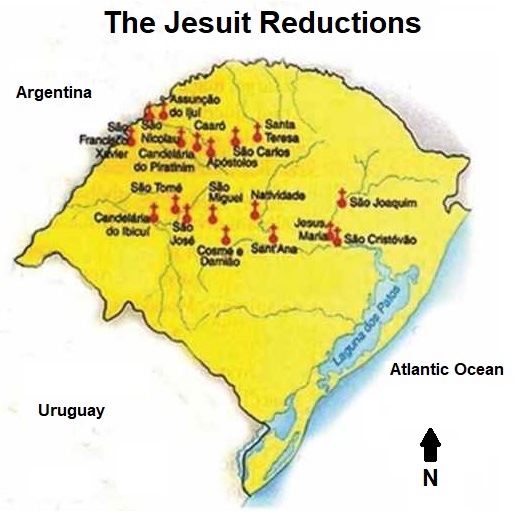 The Jesuit Reductions
Argentina
Assunção
do Ijuí
São
Francisco
Xavier
São
Nicolau
Caaró
Santa
Teresa
Candelária
do Piratinim
Apóstolos
São Carlos
São Tomé
São
Miguel
Natividade
São Joaquim
Candelária
do Ibicuí
São
José
Jesus
Maria
São Cristóvão
Cosme e
Damião
Sant'Ana
Laguna dos Patos
Atlantic Ocean
Uruguay
N